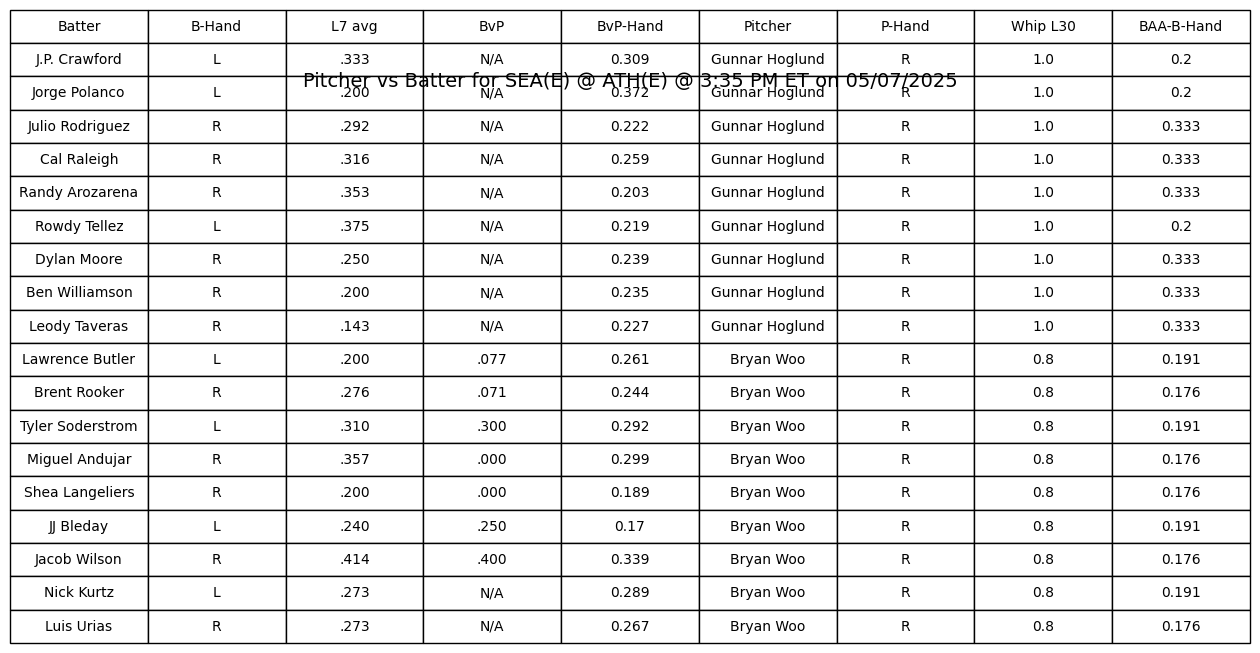 Batter B-Hand L7 avg BvP BvP-Hand Pitcher P-Hand Whip L30 BAA-B-Hand
J.P. Crawford L .333 N/A 0.309 Gunnar Hoglund R 1.0 0.2
Pitcher vs Batter for SEA(E) @ ATH(E) @ 3:35 PM ET on 05/07/2025
Jorge Polanco L .200 N/A 0.372 Gunnar Hoglund R 1.0 0.2
Julio Rodriguez R .292 N/A 0.222 Gunnar Hoglund R 1.0 0.333
Cal Raleigh R .316 N/A 0.259 Gunnar Hoglund R 1.0 0.333
Randy Arozarena R .353 N/A 0.203 Gunnar Hoglund R 1.0 0.333
Rowdy Tellez L .375 N/A 0.219 Gunnar Hoglund R 1.0 0.2
Dylan Moore R .250 N/A 0.239 Gunnar Hoglund R 1.0 0.333
Ben Williamson R .200 N/A 0.235 Gunnar Hoglund R 1.0 0.333
Leody Taveras R .143 N/A 0.227 Gunnar Hoglund R 1.0 0.333
Lawrence Butler L .200 .077 0.261 Bryan Woo R 0.8 0.191
Brent Rooker R .276 .071 0.244 Bryan Woo R 0.8 0.176
Tyler Soderstrom L .310 .300 0.292 Bryan Woo R 0.8 0.191
Miguel Andujar R .357 .000 0.299 Bryan Woo R 0.8 0.176
Shea Langeliers R .200 .000 0.189 Bryan Woo R 0.8 0.176
JJ Bleday L .240 .250 0.17 Bryan Woo R 0.8 0.191
Jacob Wilson R .414 .400 0.339 Bryan Woo R 0.8 0.176
Nick Kurtz L .273 N/A 0.289 Bryan Woo R 0.8 0.191
Luis Urias R .273 N/A 0.267 Bryan Woo R 0.8 0.176